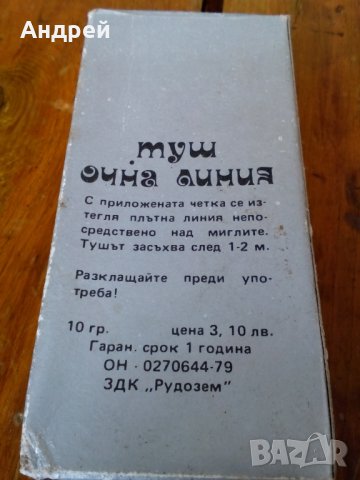 Андрей
туш
очна линия
С приложената четка се из-
тегля плътна линия непо-
средствено над миглите.
Тушът засъхва след 1-2 м.
Разклащайте преди упо-
треба!
10 гр. цена 3, 10 лв.
Гаран. срок 1 година
ОН - 0270644-79
ЗДК „Рудозем"
BAZAR